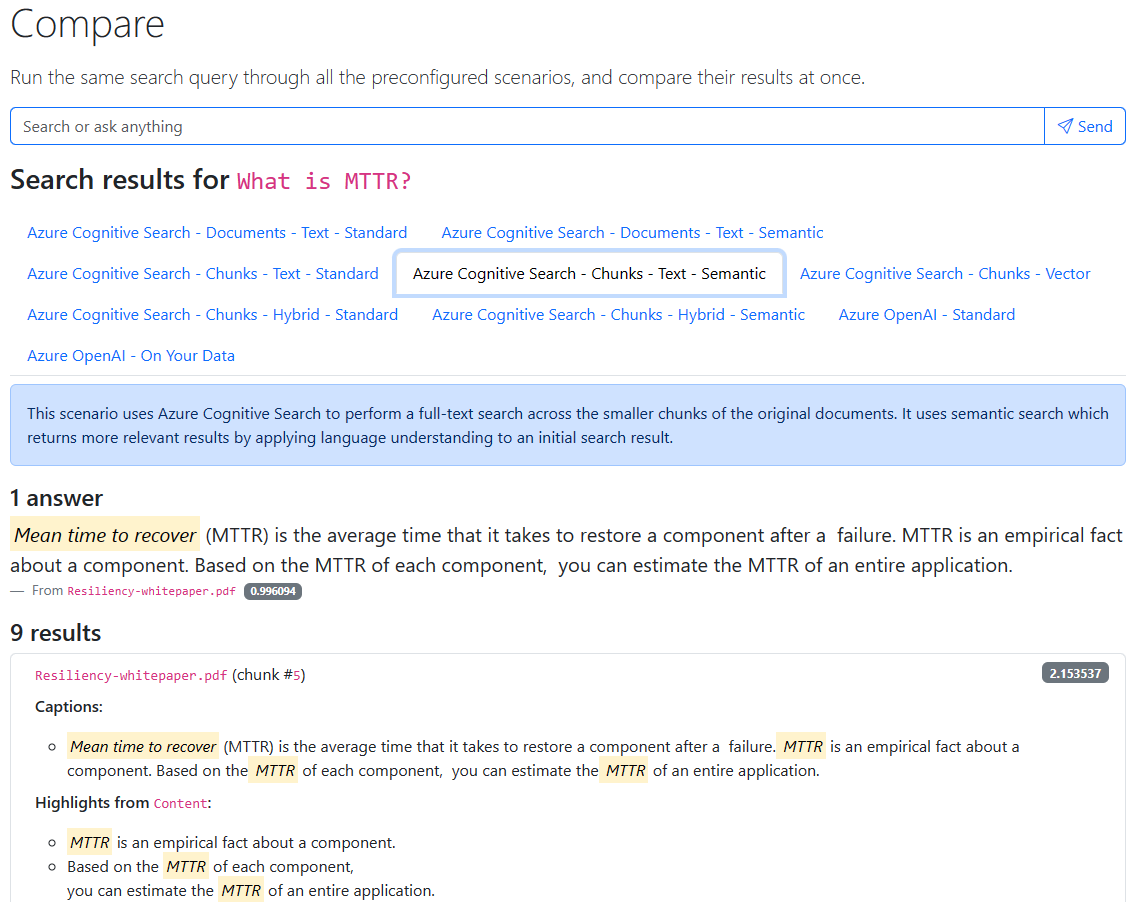 Compare
Run the same search query through all the preconfigured scenarios, and compare their results at once.
Search or ask anything
Send
Search results for What is MTTR?
Azure Cognitive Search - Documents - Text - Standard
Azure Cognitive Search - Documents - Text - Semantic
Azure Cognitive Search - Chunks - Text - Standard
Azure Cognitive Search - Chunks - Text - Semantic
Azure Cognitive Search - Chunks - Vector
Azure Cognitive Search - Chunks - Hybrid - Standard
Azure Cognitive Search - Chunks - Hybrid - Semantic
Azure OpenAI - Standard
Azure OpenAI - On Your Data
This scenario uses Azure Cognitive Search to perform a full-text search across the smaller chunks of the original documents. It uses semantic search which
returns more relevant results by applying language understanding to an initial search result.
1 answer
Mean time to recover (MTTR) is the average time that it takes to restore a component after a failure. MTTR is an empirical fact
about a component. Based on the MTTR of each component, you can estimate the MTTR of an entire application.
— From Resiliency-whitepaper.pdf 0.996094
9 results
Resiliency-whitepaper.pdf (chunk #5)
2.153537
Captions:
Mean time to recover (MTTR) is the average time that it takes to restore a component after a failure. MTTR is an empirical fact about a
component. Based on the MTTR of each component, you can estimate the MTTR of an entire application.
Highlights from Content:
MTTR is an empirical fact about a component.
Based on the MTTR of each component,
you can estimate the MTTR of an entire application.